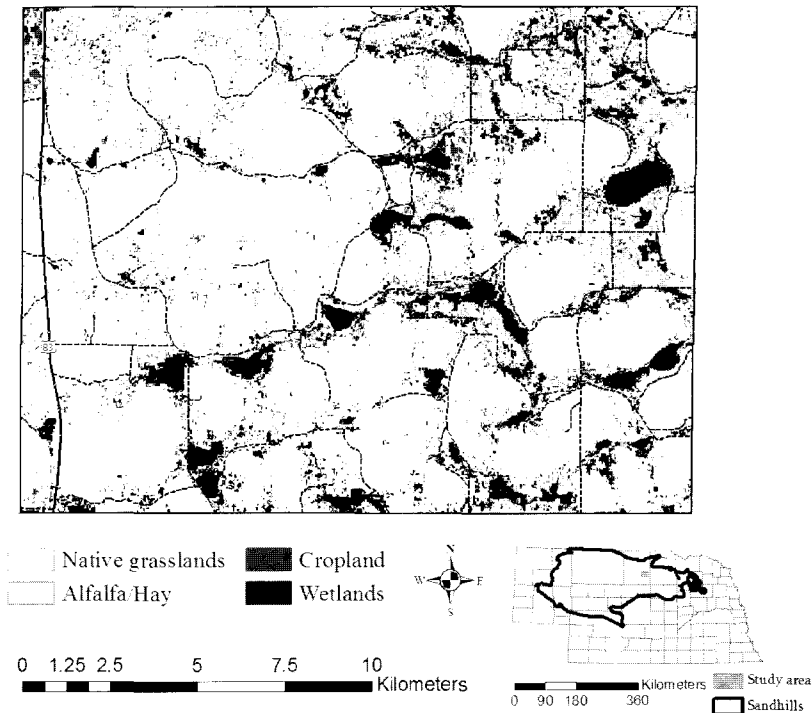 83
Native grasslands
Cropland
Alfalfa/Hay
Wetlands
N
W E
S
0 1.25 2.5 5 7.5 10
Kilometers
Kilometers
0 90 180 360
Study area
Sandhills